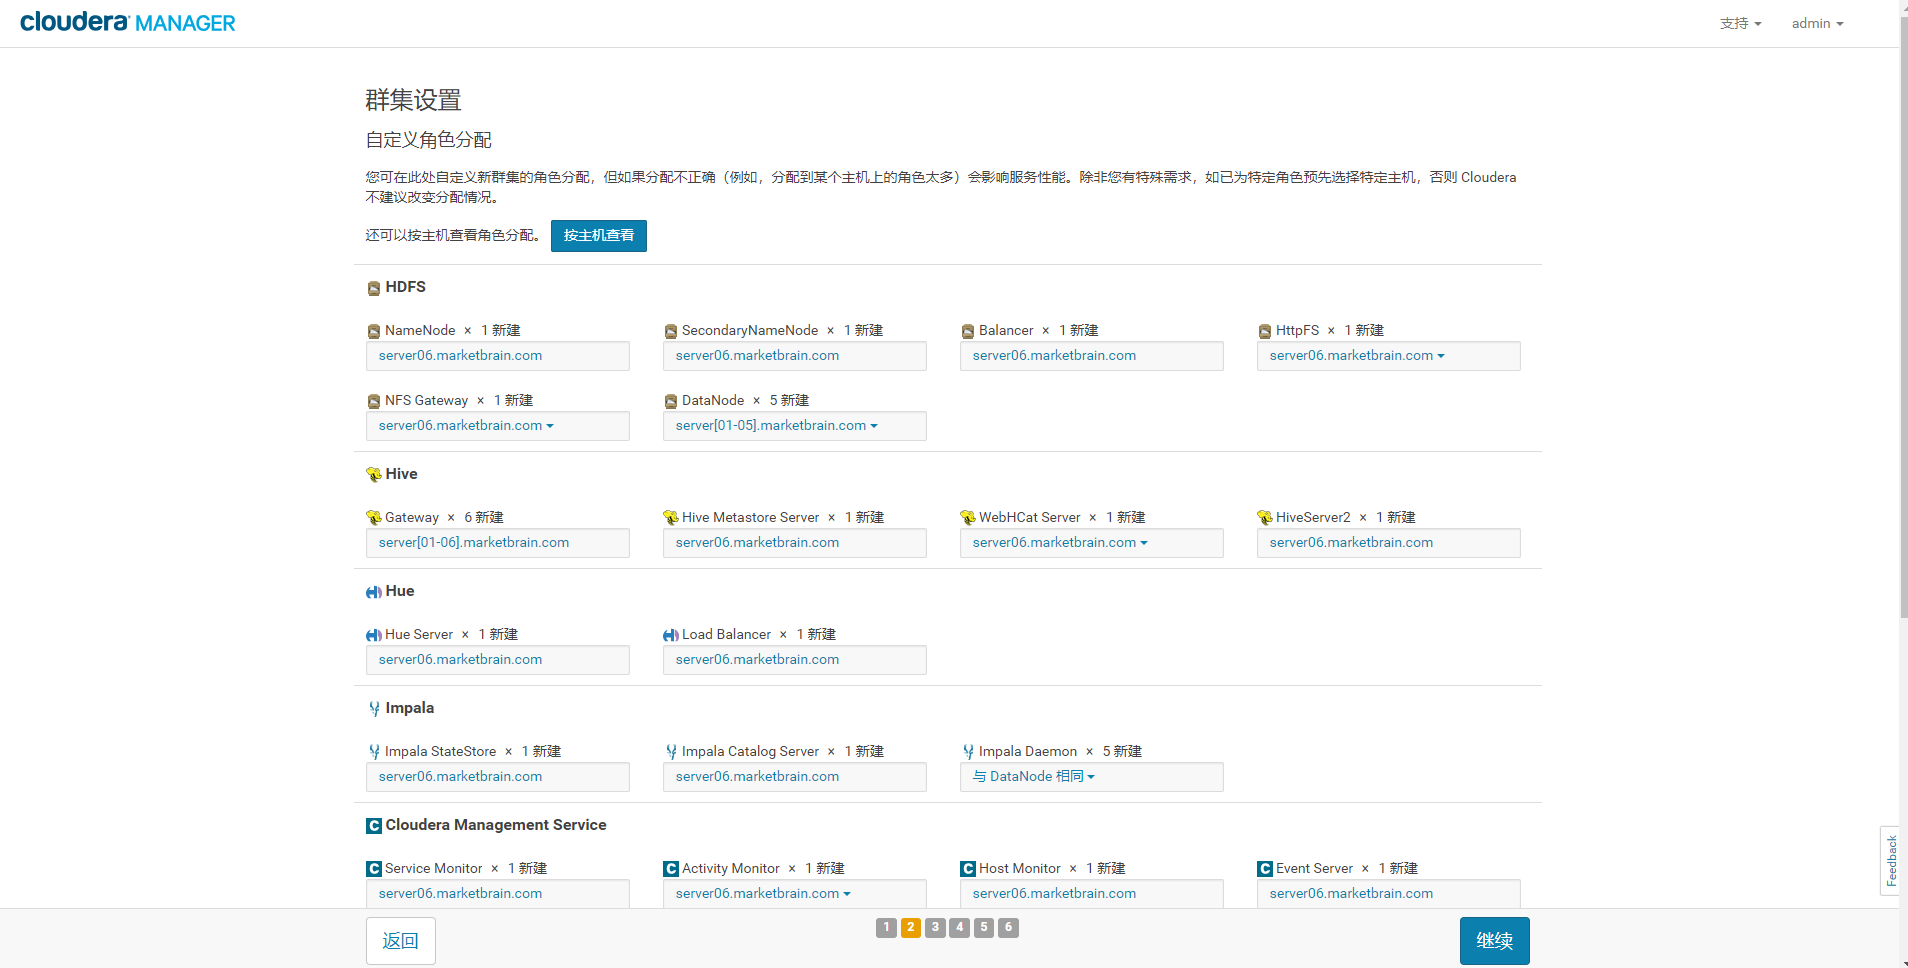 cloudera MANAGER
支持 admin
群集设置
自定义角色分配
您可在此处自定义新群集的角色分配，但如果分配不正确（例如，分配到某个主机上的角色太多）会影响服务性能。除非您有特殊需求，如已为特定角色预先选择特定主机，否则 Cloudera
不建议改变分配情况。
还可以按主机查看角色分配。 按主机查看
HDFS
NameNode × 1 新建 SecondaryNameNode × 1 新建 Balancer × 1 新建 HttpFS × 1 新建
server06.marketbrain.com server06.marketbrain.com server06.marketbrain.com server06.marketbrain.com
NFS Gateway × 1 新建 DataNode × 5 新建
server06.marketbrain.com server[01-05].marketbrain.com
Hive
Gateway × 6 新建 Hive Metastore Server × 1 新建 WebHCat Server × 1 新建 HiveServer2 × 1 新建
server[01-06].marketbrain.com server06.marketbrain.com server06.marketbrain.com server06.marketbrain.com
Hue
Hue Server × 1 新建 Load Balancer × 1 新建
server06.marketbrain.com server06.marketbrain.com
Impala
Impala StateStore × 1 新建 Impala Catalog Server × 1 新建 Impala Daemon × 5 新建
server06.marketbrain.com server06.marketbrain.com 与 DataNode 相同
Cloudera Management Service
Service Monitor × 1 新建 Activity Monitor × 1 新建 Host Monitor × 1 新建 Event Server × 1 新建
server06.marketbrain.com server06.marketbrain.com server06.marketbrain.com server06.marketbrain.com
Feedback
返回 1 2 3 4 5 6 继续